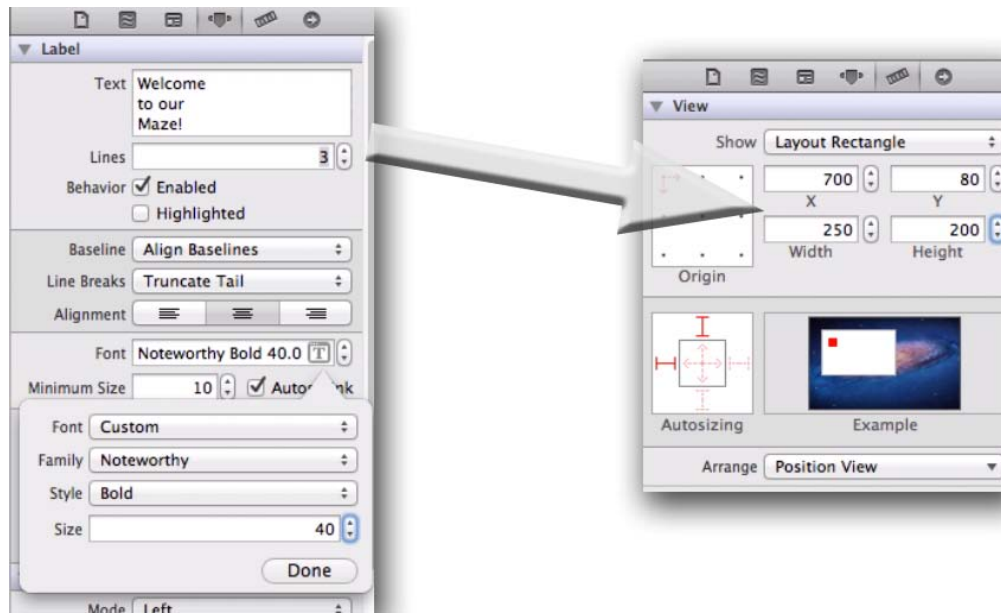 Label
Text Welcome
to our
Maze!
Lines 3
Behavior Enabled
Highlighted
Baseline Align Baselines
Line Breaks Truncate Tail
Alignment
Font Noteworthy Bold 40.0 T
Minimum Size 10
Font Custom
Family Noteworthy
Style Bold
Size 40
Done
Mode Left
View
Show Layout Rectangle
700 80
X Y
250 200
Width Height
Origin
Autosizing Example
Arrange Position View